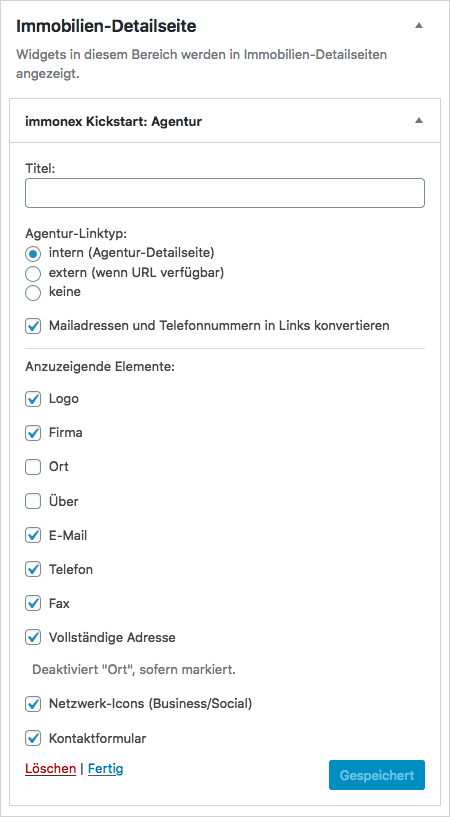 Immobilien-Detailseite
Widgets in diesem Bereich werden in Immobilien-Detailseiten
angezeigt.
immonex Kickstart: Agentur
Titel:
Agentur-Linktyp:
intern (Agentur-Detailseite)
extern (wenn URL verfügbar)
keine
Mailadressen und Telefonnummern in Links konvertieren
Anzuzeigende Elemente:
Logo
Firma
Ort
Über
E-Mail
Telefon
Fax
Vollständige Adresse
Deaktiviert "Ort", sofern markiert.
Netzwerk-Icons (Business/Social)
Kontaktformular
Löschen | Fertig
Gespeichert